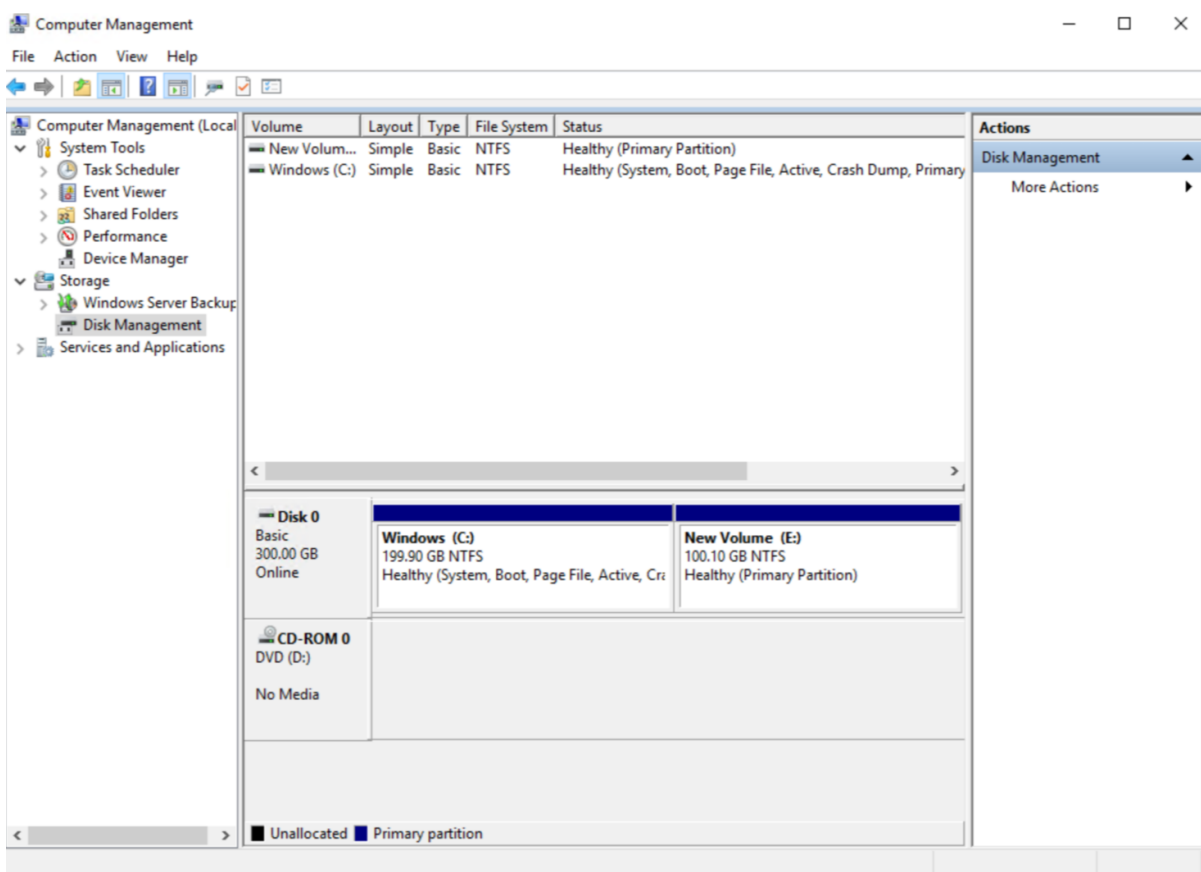 Computer Management
File Action View Help
Computer Management (Local
System Tools
Task Scheduler
Event Viewer
Shared Folders
Performance
Device Manager
Storage
Windows Server Backup
Disk Management
Services and Applications
Volume Layout Type File System Status
New Volum... Simple Basic NTFS Healthy (Primary Partition)
Windows (C:) Simple Basic NTFS Healthy (System, Boot, Page File, Active, Crash Dump, Primary
Disk 0
Basic
300.00 GB
Online
Windows (C:)
199.90 GB NTFS
Healthy (System, Boot, Page File, Active, Cra
New Volume (E:)
100.10 GB NTFS
Healthy (Primary Partition)
CD-ROM 0
DVD (D:)
No Media
Unallocated Primary partition
Actions
Disk Management
More Actions